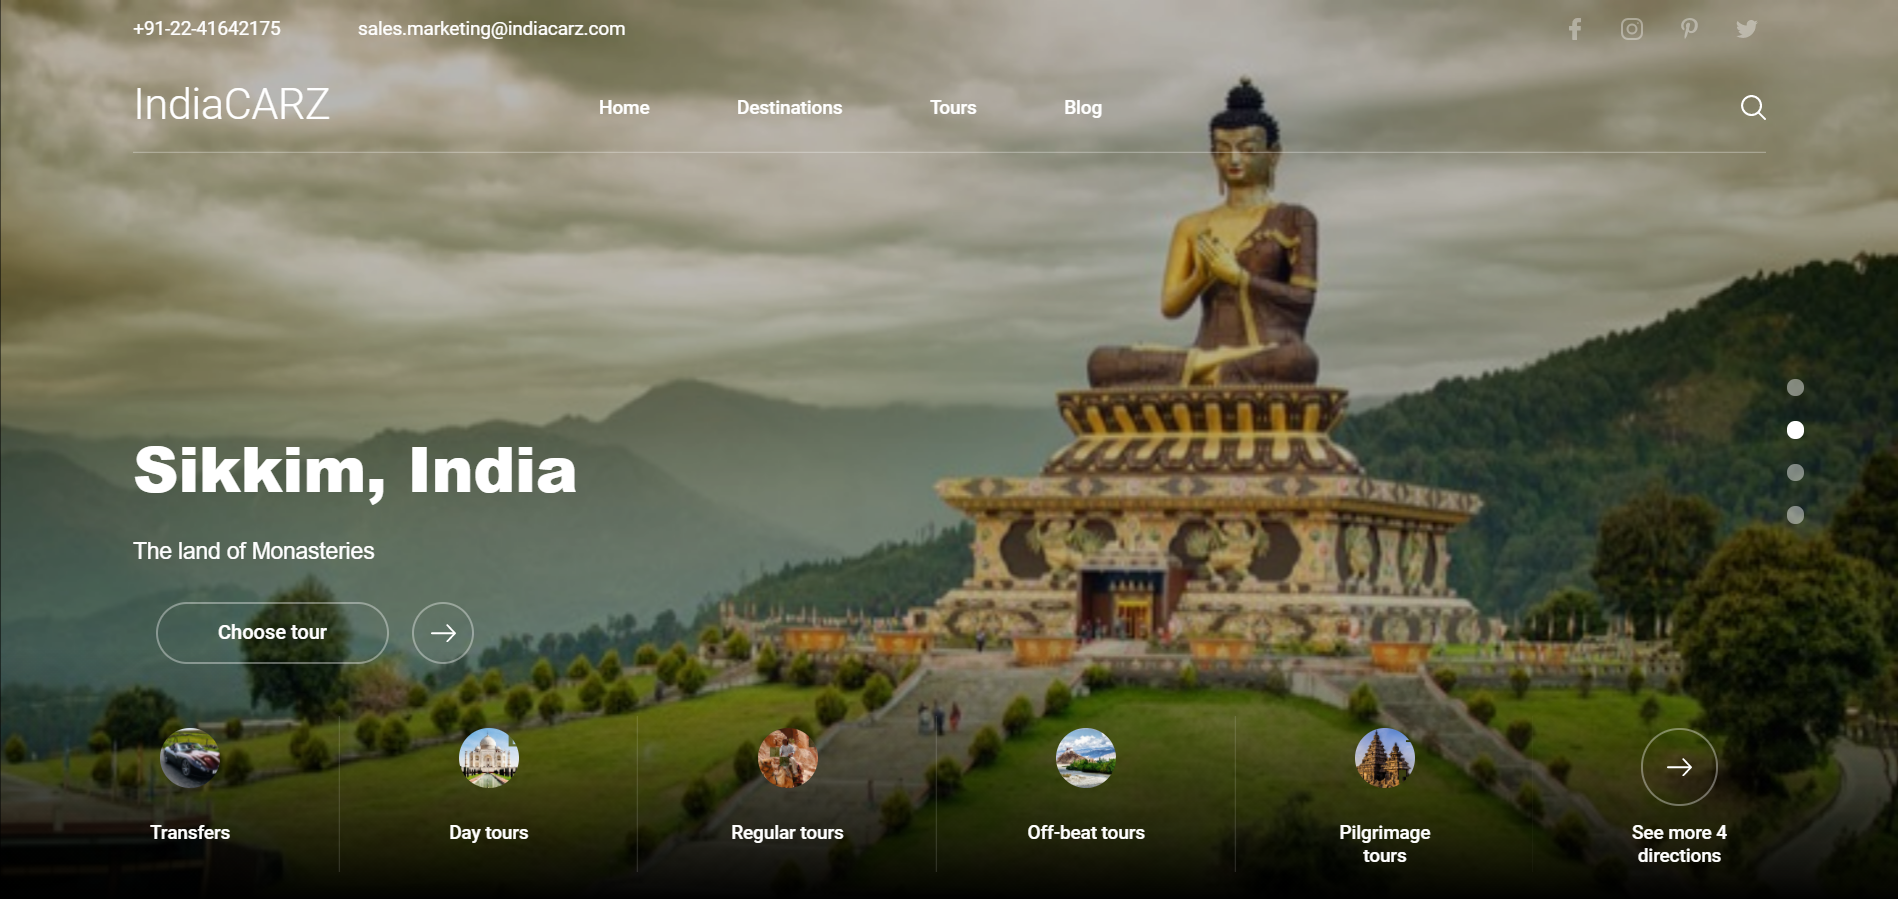 +91-22-41642175
sales.marketing@indiacarz.com
IndiaCARZ
Home
Destinations
Tours
Blog
Sikkim, India
The land of Monasteries
Choose tour
Transfers
Day tours
Regular tours
Off-beat tours
Pilgrimage
tours
See more 4
directions